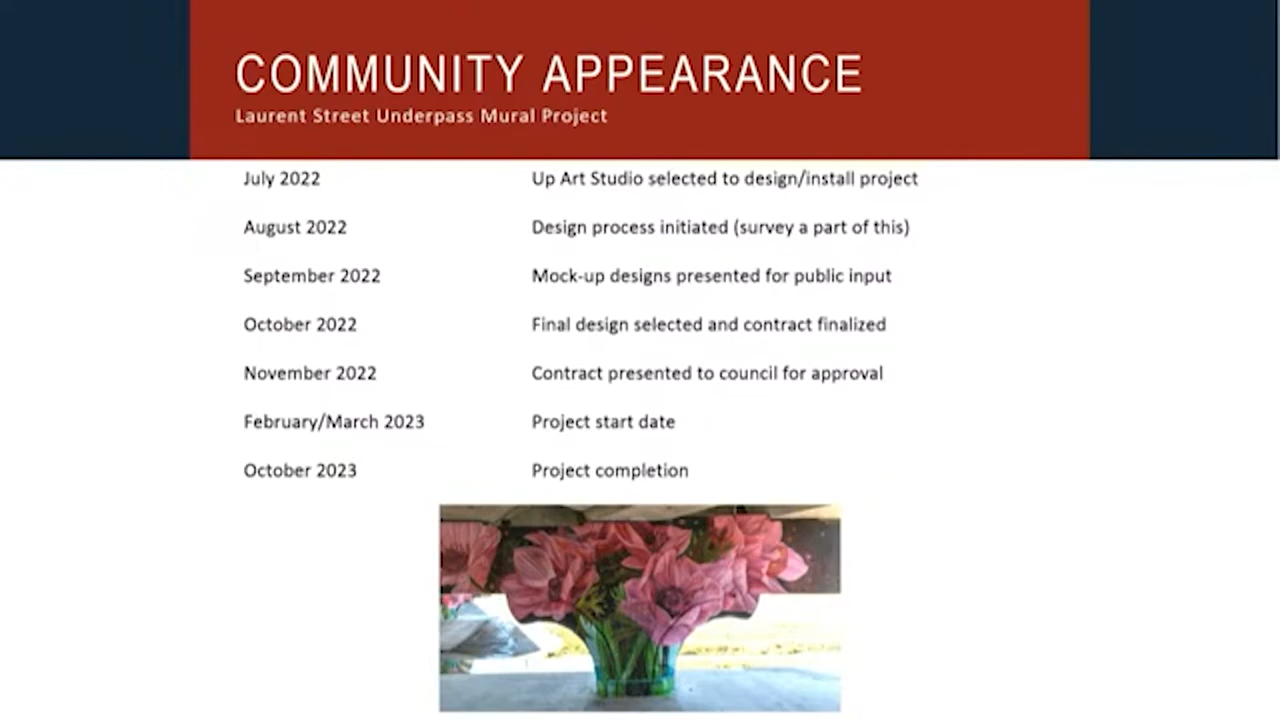 COMMUNITY APPEARANCE
Laurent Street Underpass Mural Project
July 2022 Up Art Studio selected to design/install project
August 2022 Design process initiated (survey a part of this)
September 2022 Mock-up designs presented for public input
October 2022 Final design selected and contract finalized
November 2022 Contract presented to council for approval
February/March 2023 Project start date
October 2023 Project completion